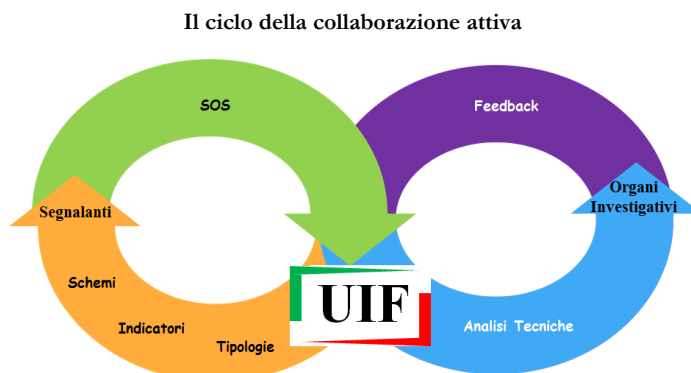 Il ciclo della collaborazione attiva
SOS
Feedback
Segnalanti
Organi
Investigativi
Schemi
Indicatori
Tipologie
UIF
Analisi Tecniche